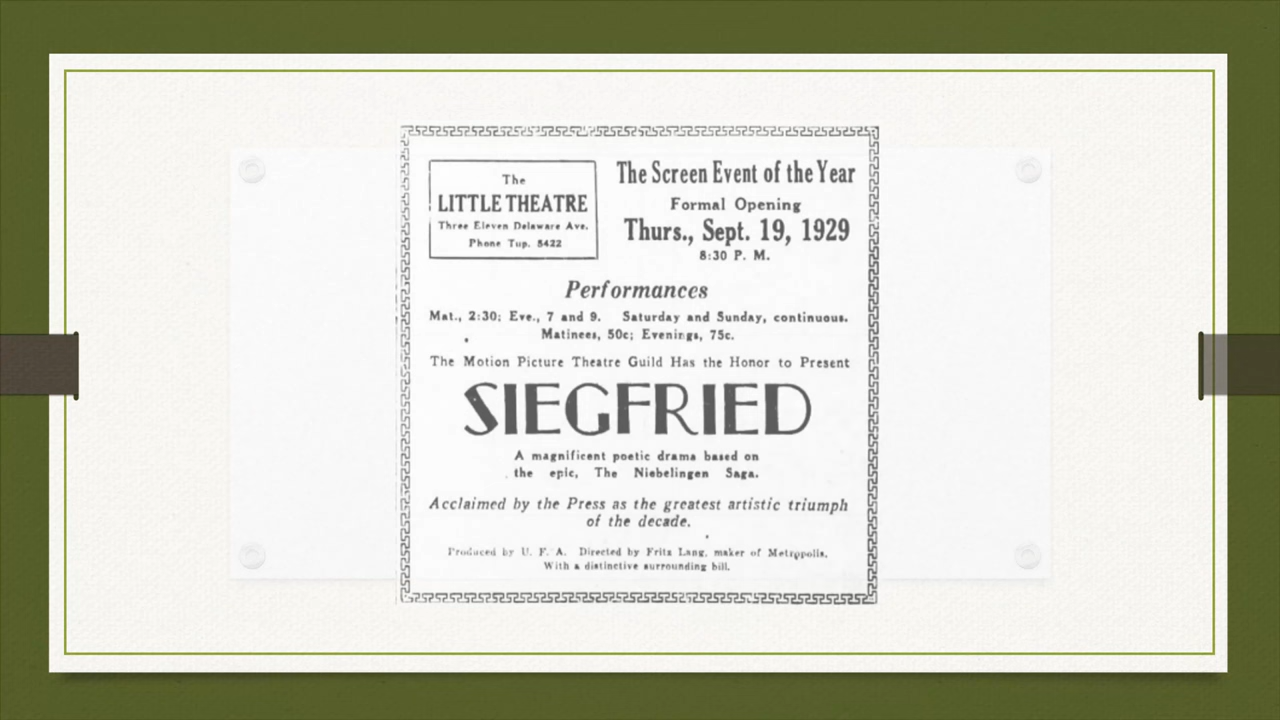 The
LITTLE THEATRE
Three Eleven Delaware Ave.
Phone Tup. 5422
The Screen Event of the Year
Formal Opening
Thurs., Sept. 19, 1929
8:30 P. M.
Performances
Mat., 2:30; Eve., 7 and 9. Saturday and Sunday, continuous.
Matinees, 50c; Evenings, 75c.
The Motion Picture Theatre Guild Has the Honor to Present
SIEGFRIED
A magnificent poetic drama based on
the epic, The Niebelingen Saga.
Acclaimed by the Press as the greatest artistic triumph
of the decade.
Produced by U. F. A. Directed by Fritz Lang, maker of Metropolis.
With a distinctive surrounding bill.